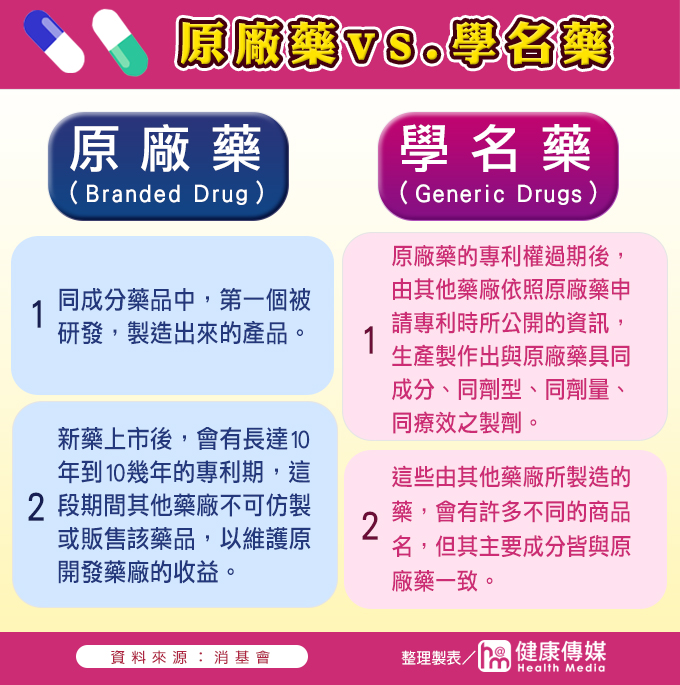 原廠藥vs.學名藥
原廠藥
（Branded Drug）
1
同成分藥品中，第一個被
研發，製造出來的產品。
2
新藥上市後，會有長達10
年到10幾年的專利期，這
段期間其他藥廠不可仿製
或販售該藥品，以維護原
開發藥廠的收益。
學名藥
（Generic Drugs）
1
原廠藥的專利權過期後，
由其他藥廠依照原廠藥申
請專利時所公開的資訊，
生產製作出與原廠藥具同
成分、同劑型、同劑量、
同療效之製劑。
2
這些由其他藥廠所製造的
藥，會有許多不同的商品
名，但其主要成分皆與原
廠藥一致。
資料來源：消基會
整理製表／
h@m
健康傳媒
Health Media